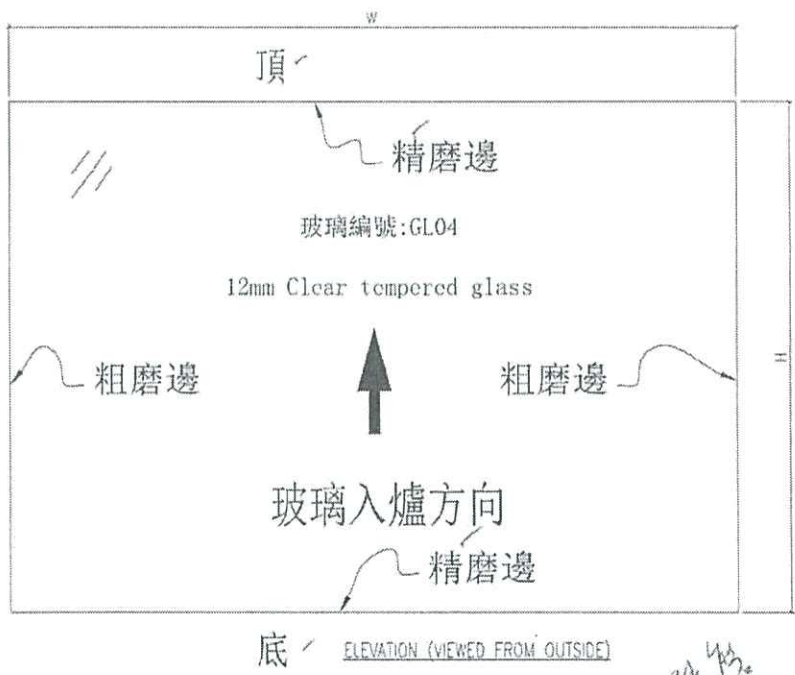 W
頂
精磨邊
玻璃編號:GL04
12mm Clear tempered glass
H
粗磨邊
粗磨邊
玻璃入爐方向
精磨邊
底
ELEVATION (VIEWED FROM OUTSIDE)